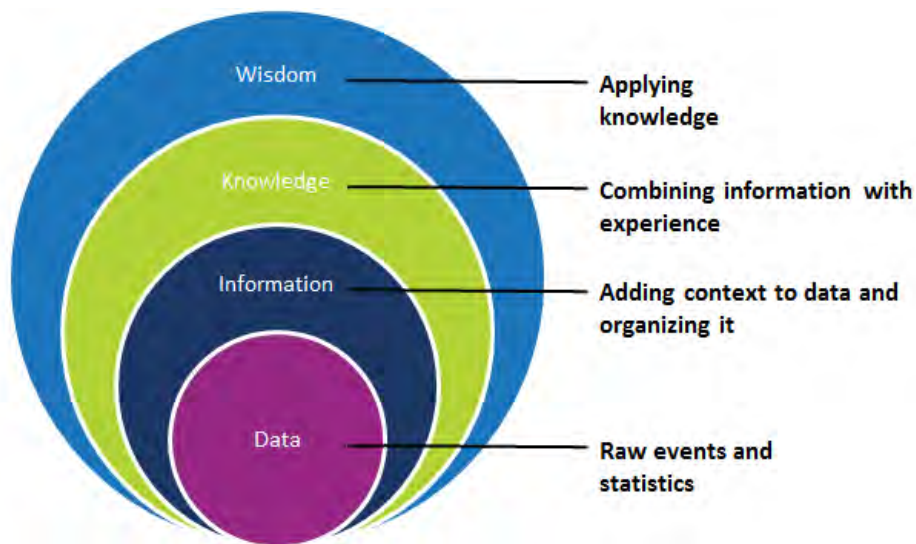 Wisdom
Applying
knowledge
Knowledge
Combining information with
experience
Information
Adding context to data and
organizing it
Data
Raw events and
statistics